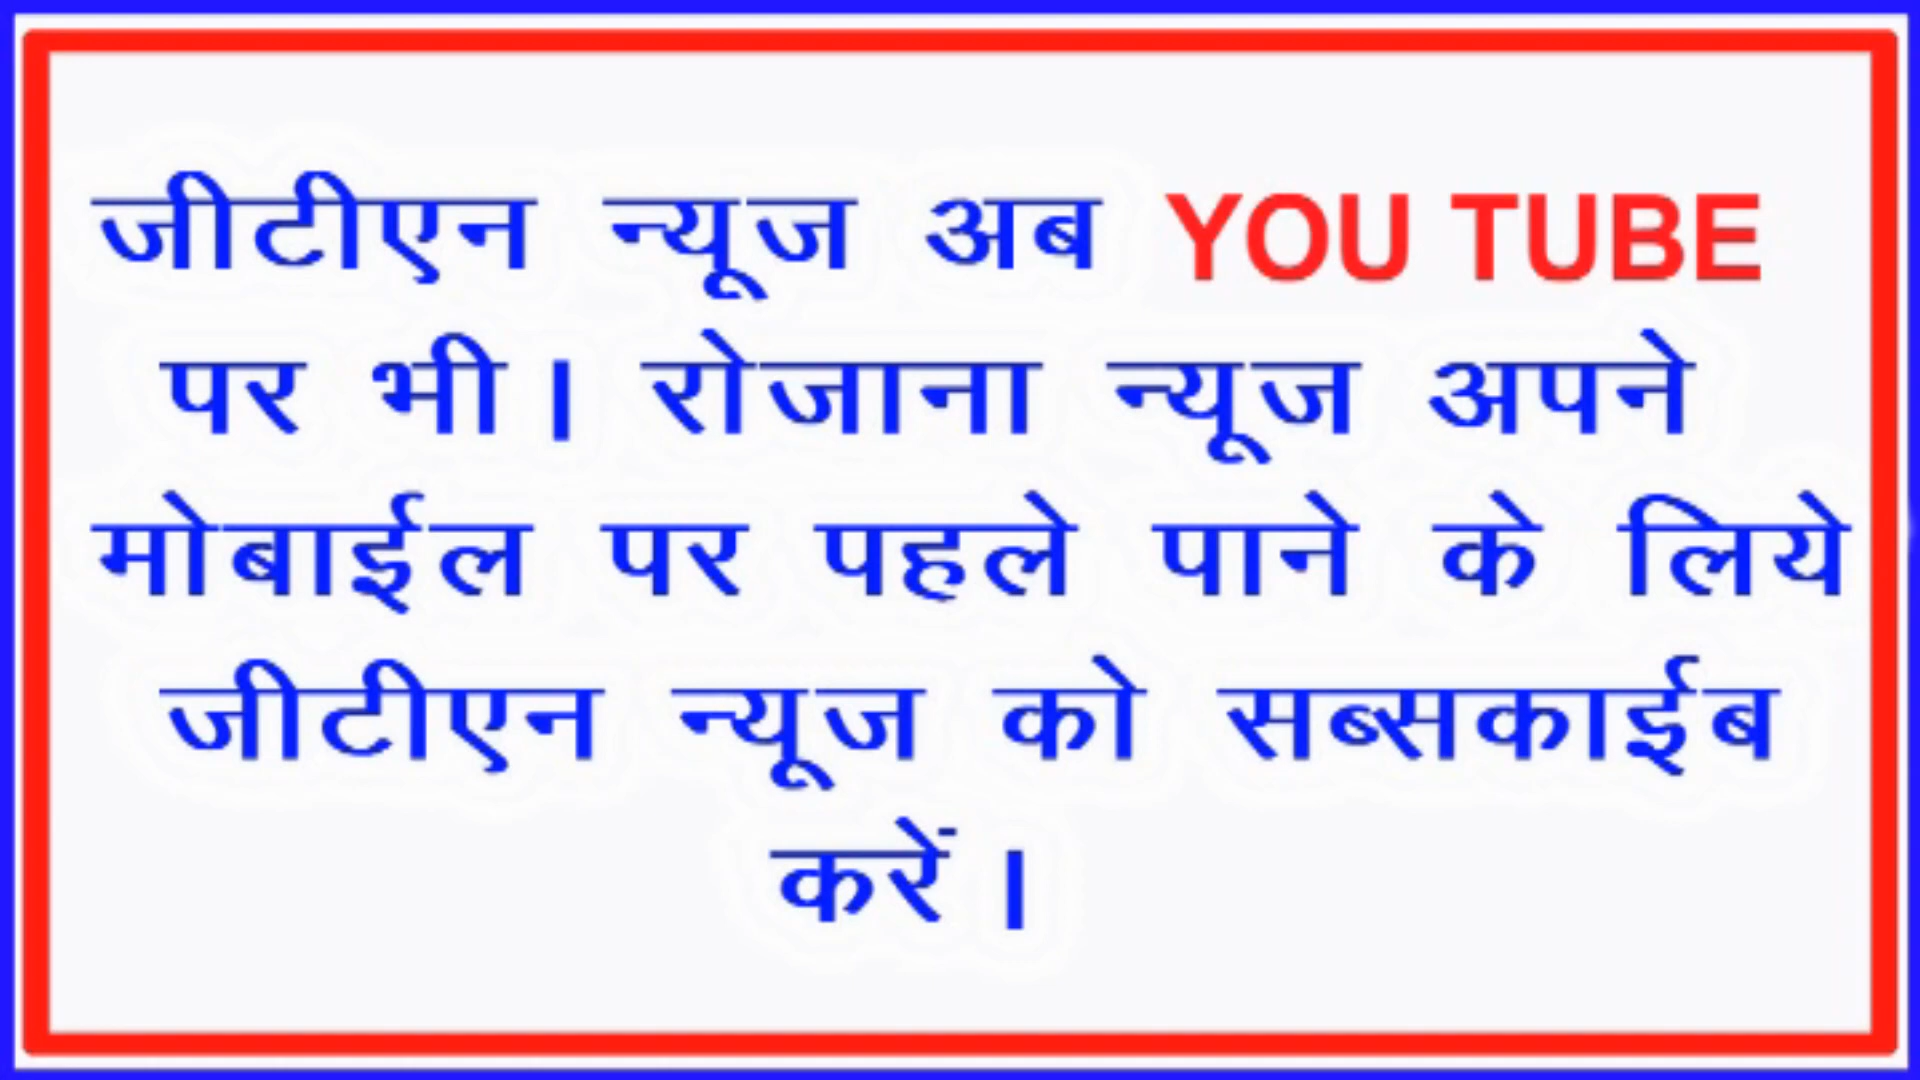 जीटीएन न्यूज अब YOU TUBE
पर भी। रोजाना न्यूज अपने
मोबाईल पर पहले पाने के लिये
जीटीएन न्यूज को सब्सकाईब
करें।